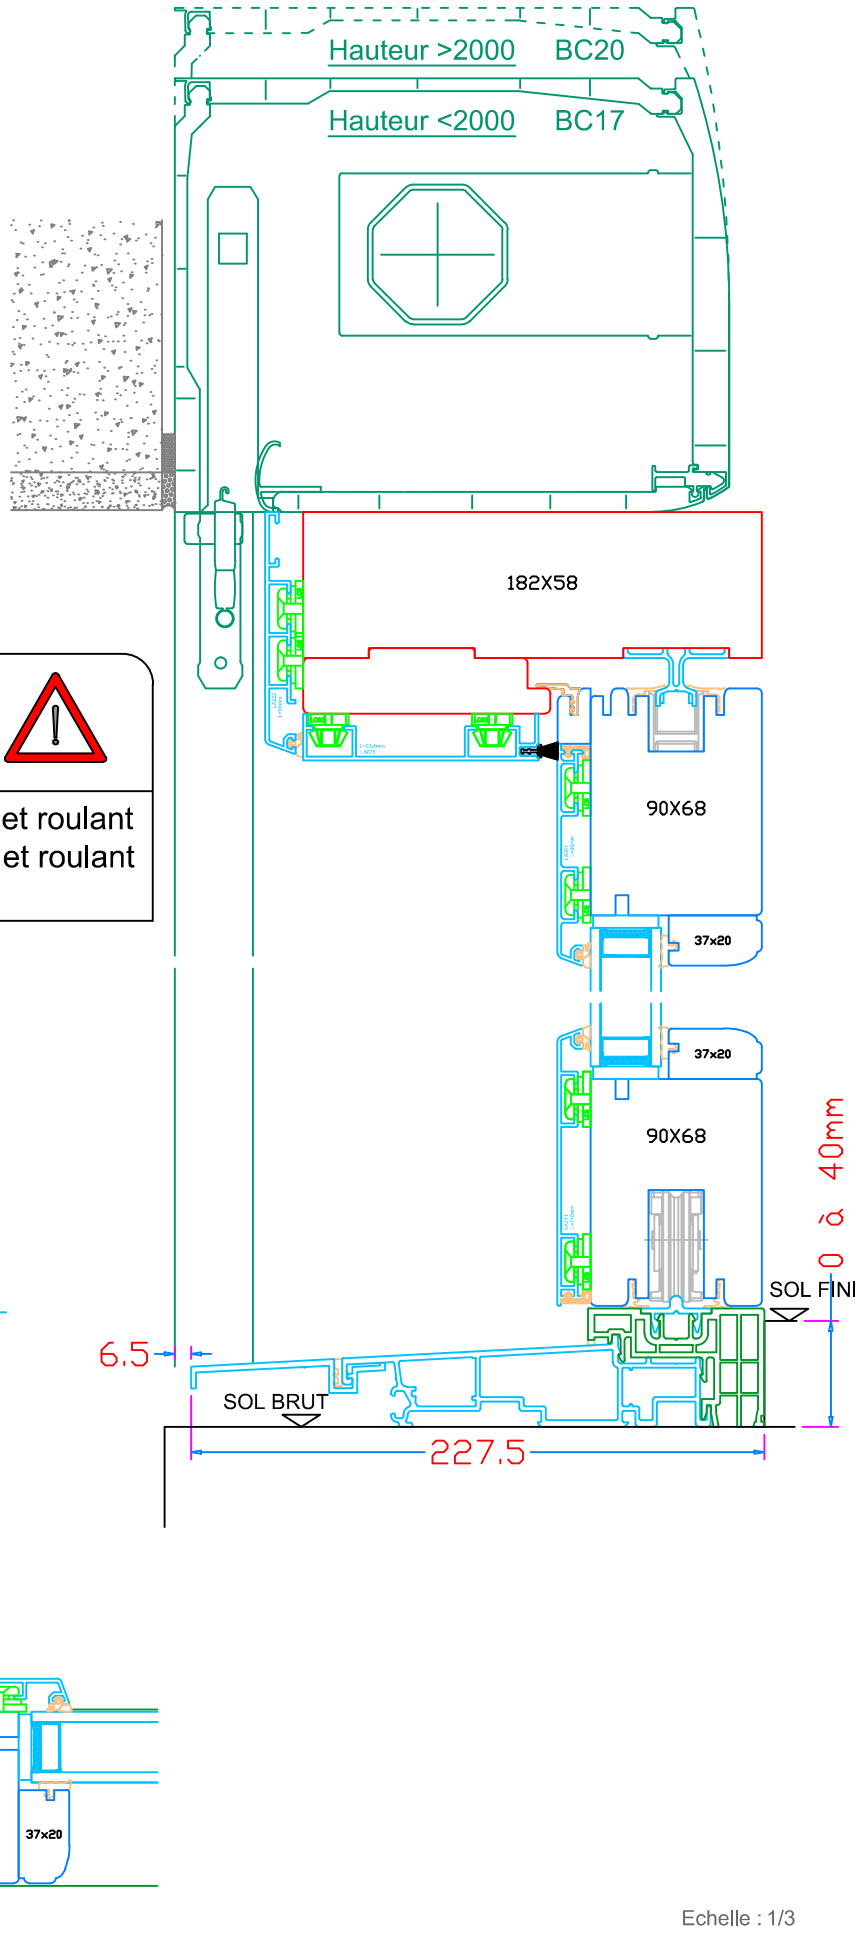 Hauteur >2000 BC20
Hauteur <2000 BC17
182X58
!
et roulant
et roulant
90X68
37x20
37x20
90X68
0 à 40mm
SOL FINI
6.5
SOL BRUT
227.5
37x20
Echelle : 1/3